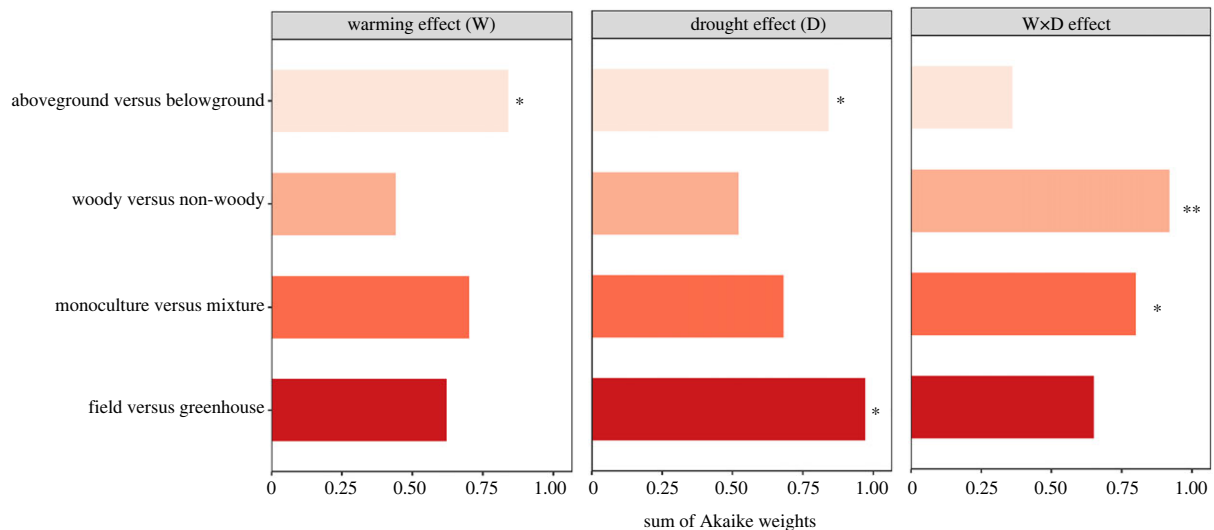 warming effect (W)
drought effect (D)
W×D effect
aboveground versus belowground
*
*
woody versus non-woody
**
monoculture versus mixture
*
field versus greenhouse
*
0 0.25 0.50 0.75 1.00
0 0.25 0.50 0.75 1.00
0 0.25 0.50 0.75 1.00
sum of Akaike weights